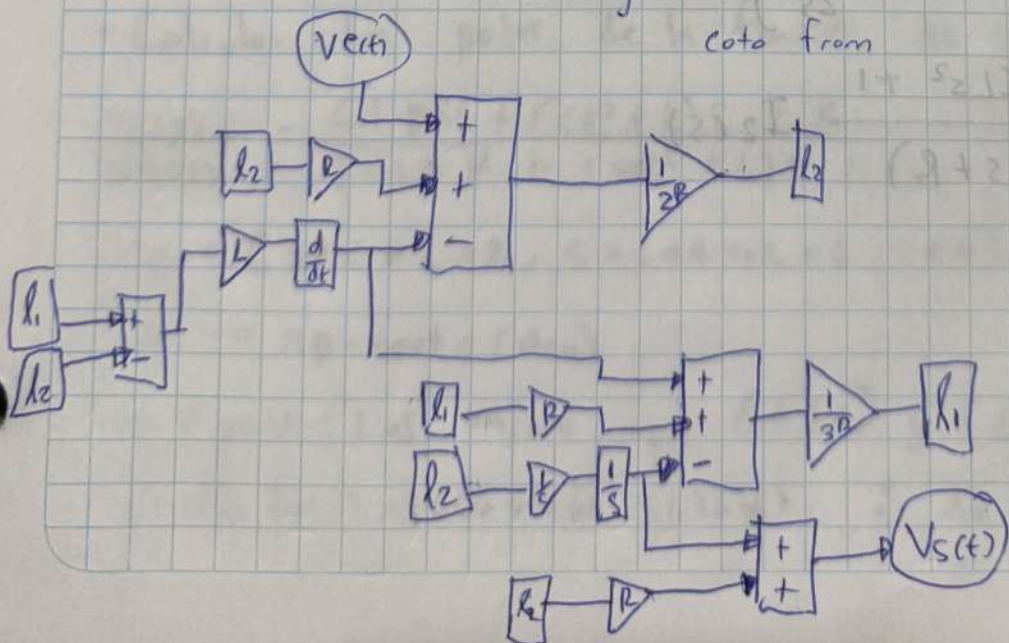 coto from
Ve(t)
+
I2 R +
-
1/2R I2
L d/dt
I1 +
I2 -
+
I1 R +
I2 1/C 1/S -
1/3R I1
+
I2 R +
Vs(t)